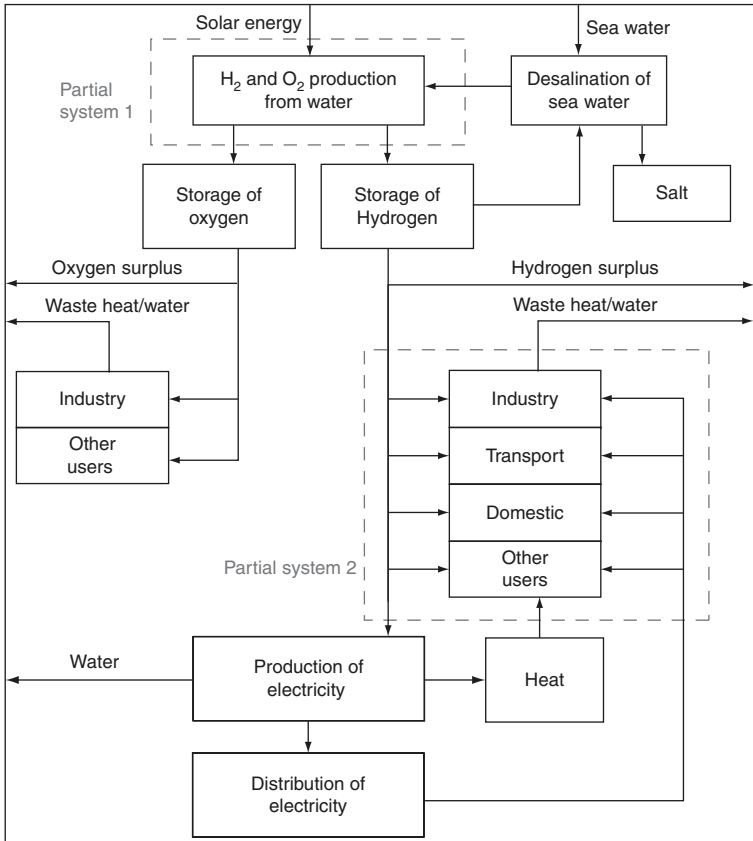 Solar energy
Sea water
Partial
system 1
H₂ and O₂ production
from water
Desalination of
sea water
Storage of
oxygen
Storage of
Hydrogen
Salt
Oxygen surplus
Hydrogen surplus
Waste heat/water
Waste heat/water
Industry
Other
users
Industry
Transport
Domestic
Other
users
Partial system 2
Water
Production of
electricity
Heat
Distribution of
electricity